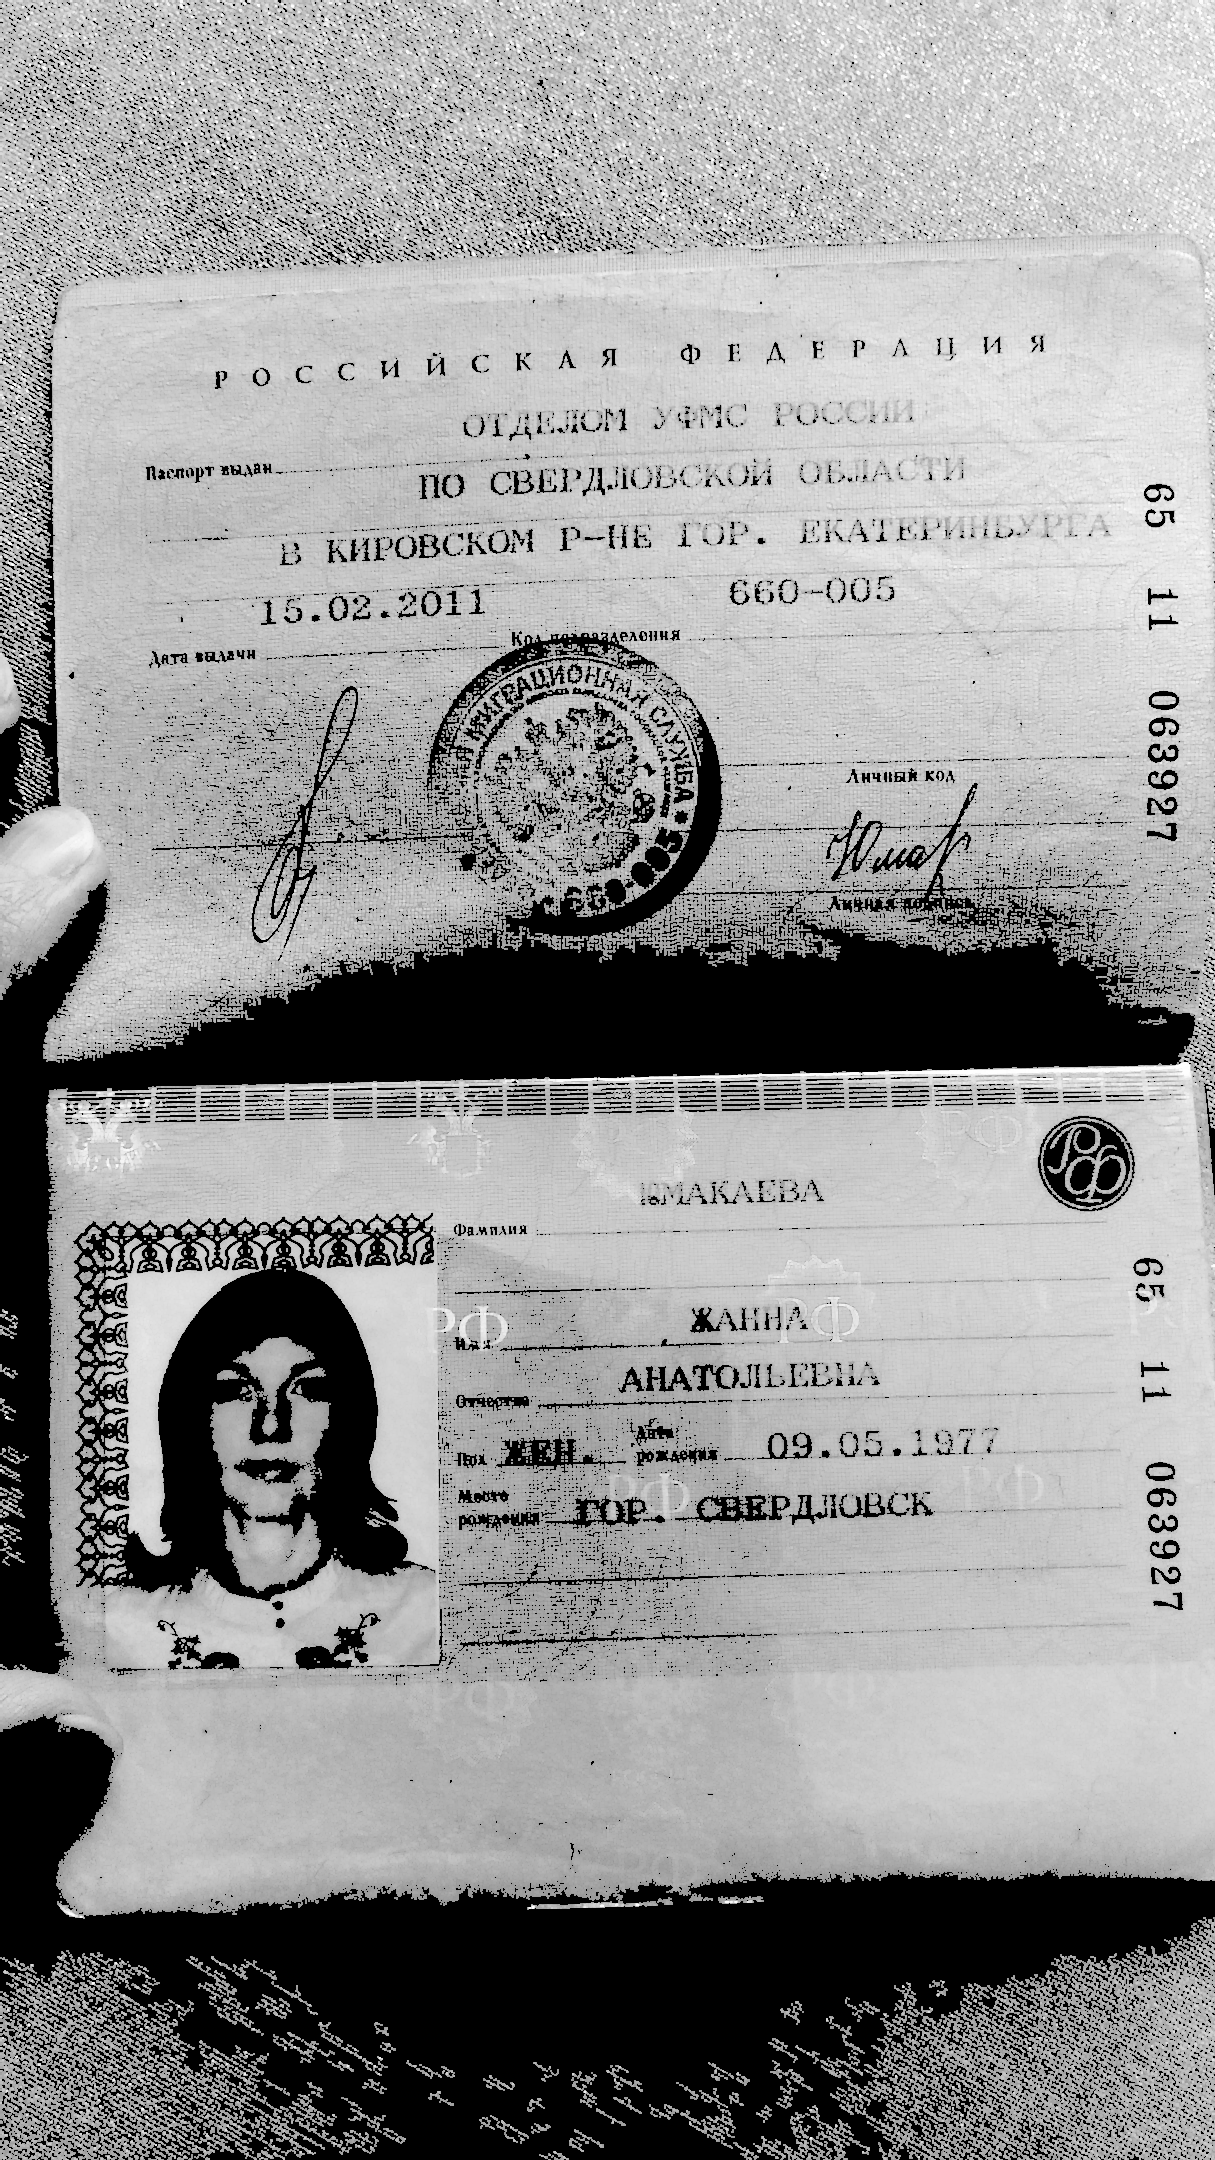 РОССИЙСКАЯ ФЕДЕРАЦИЯ
ОТДЕЛОМ УФМС РОССИИ
Паспорт выдан
ПО СВЕРДЛОВСКОЙ ОБЛАСТИ
В КИРОВСКОМ Р-НЕ ГОР. ЕКАТЕРИНБУРГА
15.02.2011 660-005
Дата выдачи Код подразделения
МИГРАЦИОННАЯ СЛУЖБА
660-005
Личный код
Юмар
Личная подпись
65 11 063927
РФ
ЮМАКАЕВА
Фамилия
ЖАННА
Имя
АНАТОЛЬЕВНА
Отчество
Пол ЖЕН. Дата рождения 09.05.1977
Место рождения ГОР. СВЕРДЛОВСК
65 11 063927